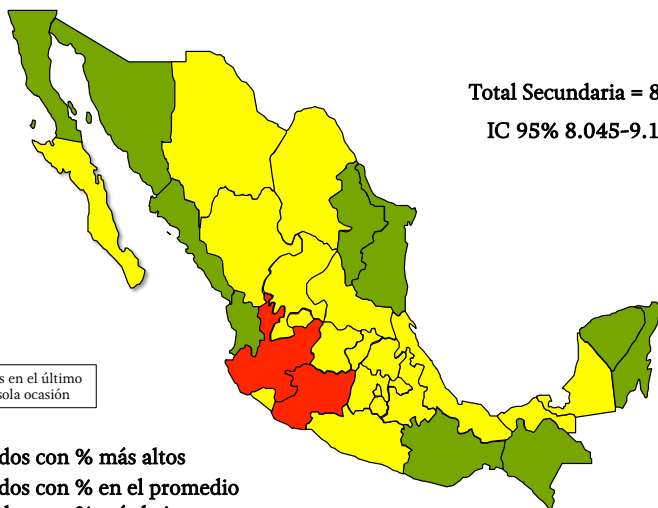 Total Secundaria = 8
IC 95% 8.045-9.1
s en el último
sola ocasión
dos con % más altos
dos con % en el promedio